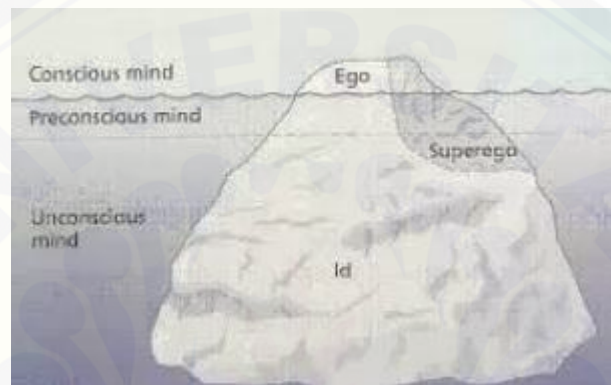 Conscious mind
Ego
Preconscious mind
Superego
Unconscious
mind
Id